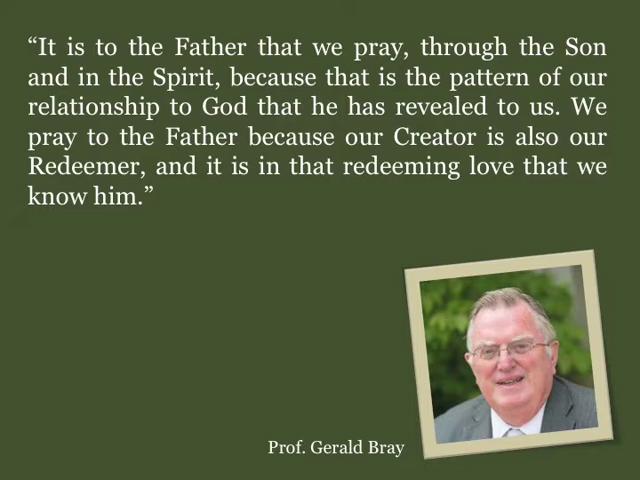 “It is to the Father that we pray, through the Son
and in the Spirit, because that is the pattern of our
relationship to God that he has revealed to us. We
pray to the Father because our Creator is also our
Redeemer, and it is in that redeeming love that we
know him.”
Prof. Gerald Bray